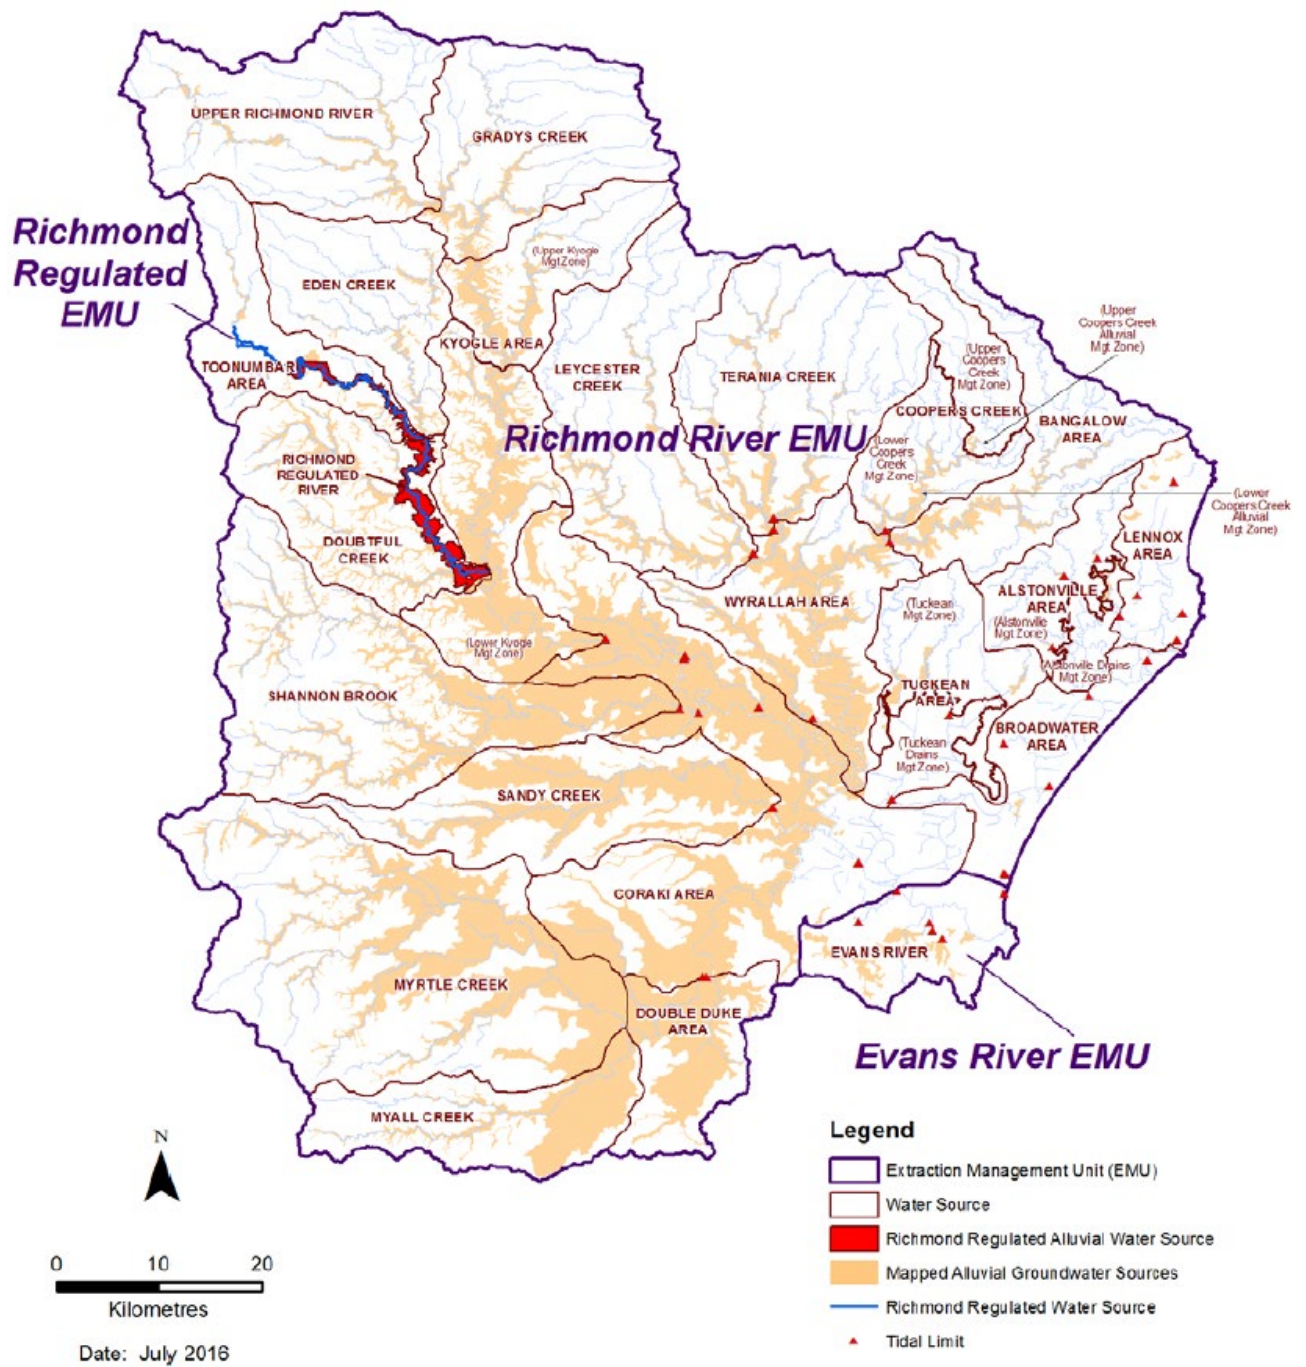 UPPER RICHMOND RIVER
GRADYS CREEK
Richmond
Regulated
EMU
(Upper Kyogle
Mgt Zone)
EDEN CREEK
KYOGLE AREA
TOONUMBAR
AREA
LEYCESTER
CREEK
TERANIA CREEK
(Upper
Coopers
Creek
Mgt Zone)
(Upper
Coopers Creek
Alluvial
Mgt Zone)
COOPERS CREEK
BANGALOW
AREA
Richmond River EMU
(Lower
Coopers
Creek
Mgt Zone)
(Lower
Coopers Creek
Alluvial
Mgt Zone)
RICHMOND
REGULATED
RIVER
DOUBTFUL
CREEK
LENNOX
AREA
WYRALLAH AREA
(Tuckean
Mgt Zone)
ALSTONVILLE
AREA
(Alstonville
Mgt Zone)
(Alstonville Drains
Mgt Zone)
(Lower Kyogle
Mgt Zone)
SHANNON BROOK
TUCKEAN
AREA
(Tuckean
Drains
Mgt Zone)
BROADWATER
AREA
SANDY CREEK
CORAKI AREA
EVANS RIVER
MYRTLE CREEK
DOUBLE DUKE
AREA
Evans River EMU
MYALL CREEK
N
0 10 20
Kilometres
Date: July 2016
Legend
Extraction Management Unit (EMU)
Water Source
Richmond Regulated Alluvial Water Source
Mapped Alluvial Groundwater Sources
Richmond Regulated Water Source
Tidal Limit